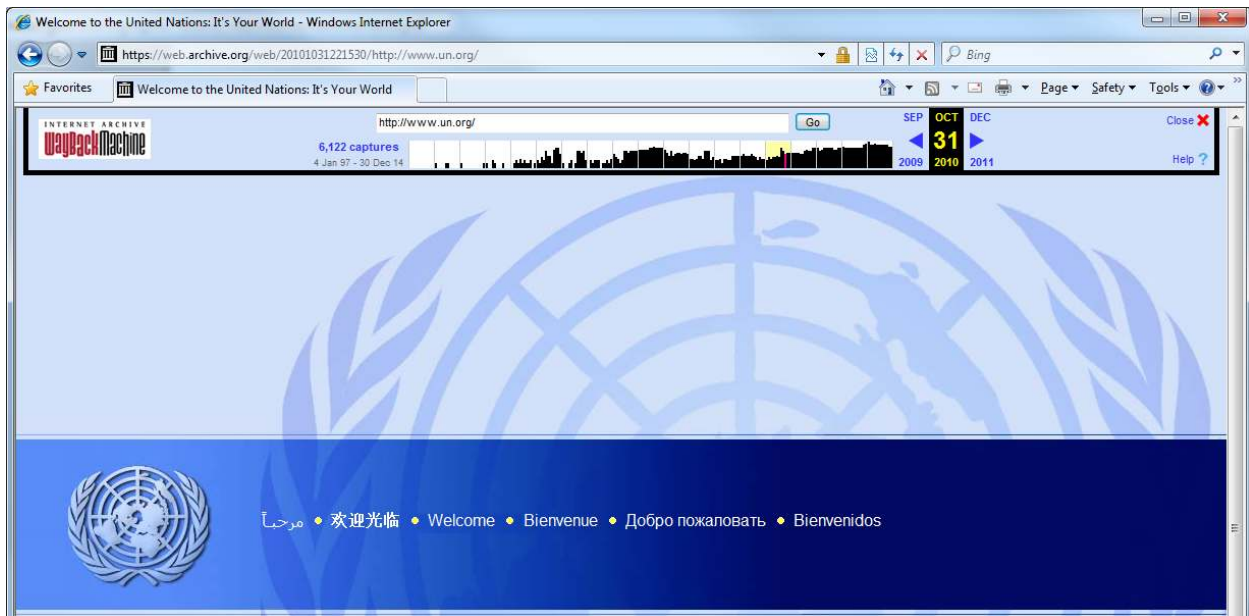 Welcome to the United Nations: It's Your World - Windows Internet Explorer
https://web.archive.org/web/20101031221530/http://www.un.org/
Bing
Favorites Welcome to the United Nations: It's Your World Page Safety Tools
INTERNET ARCHIVE
WayBackMachine
http://www.un.org/ Go
6,122 captures
4 Jan 97 - 30 Dec 14
SEP OCT DEC
31
2009 2010 2011
Close
Help ?
مرحباً • 欢迎光临 • Welcome • Bienvenue • Добро пожаловать • Bienvenidos